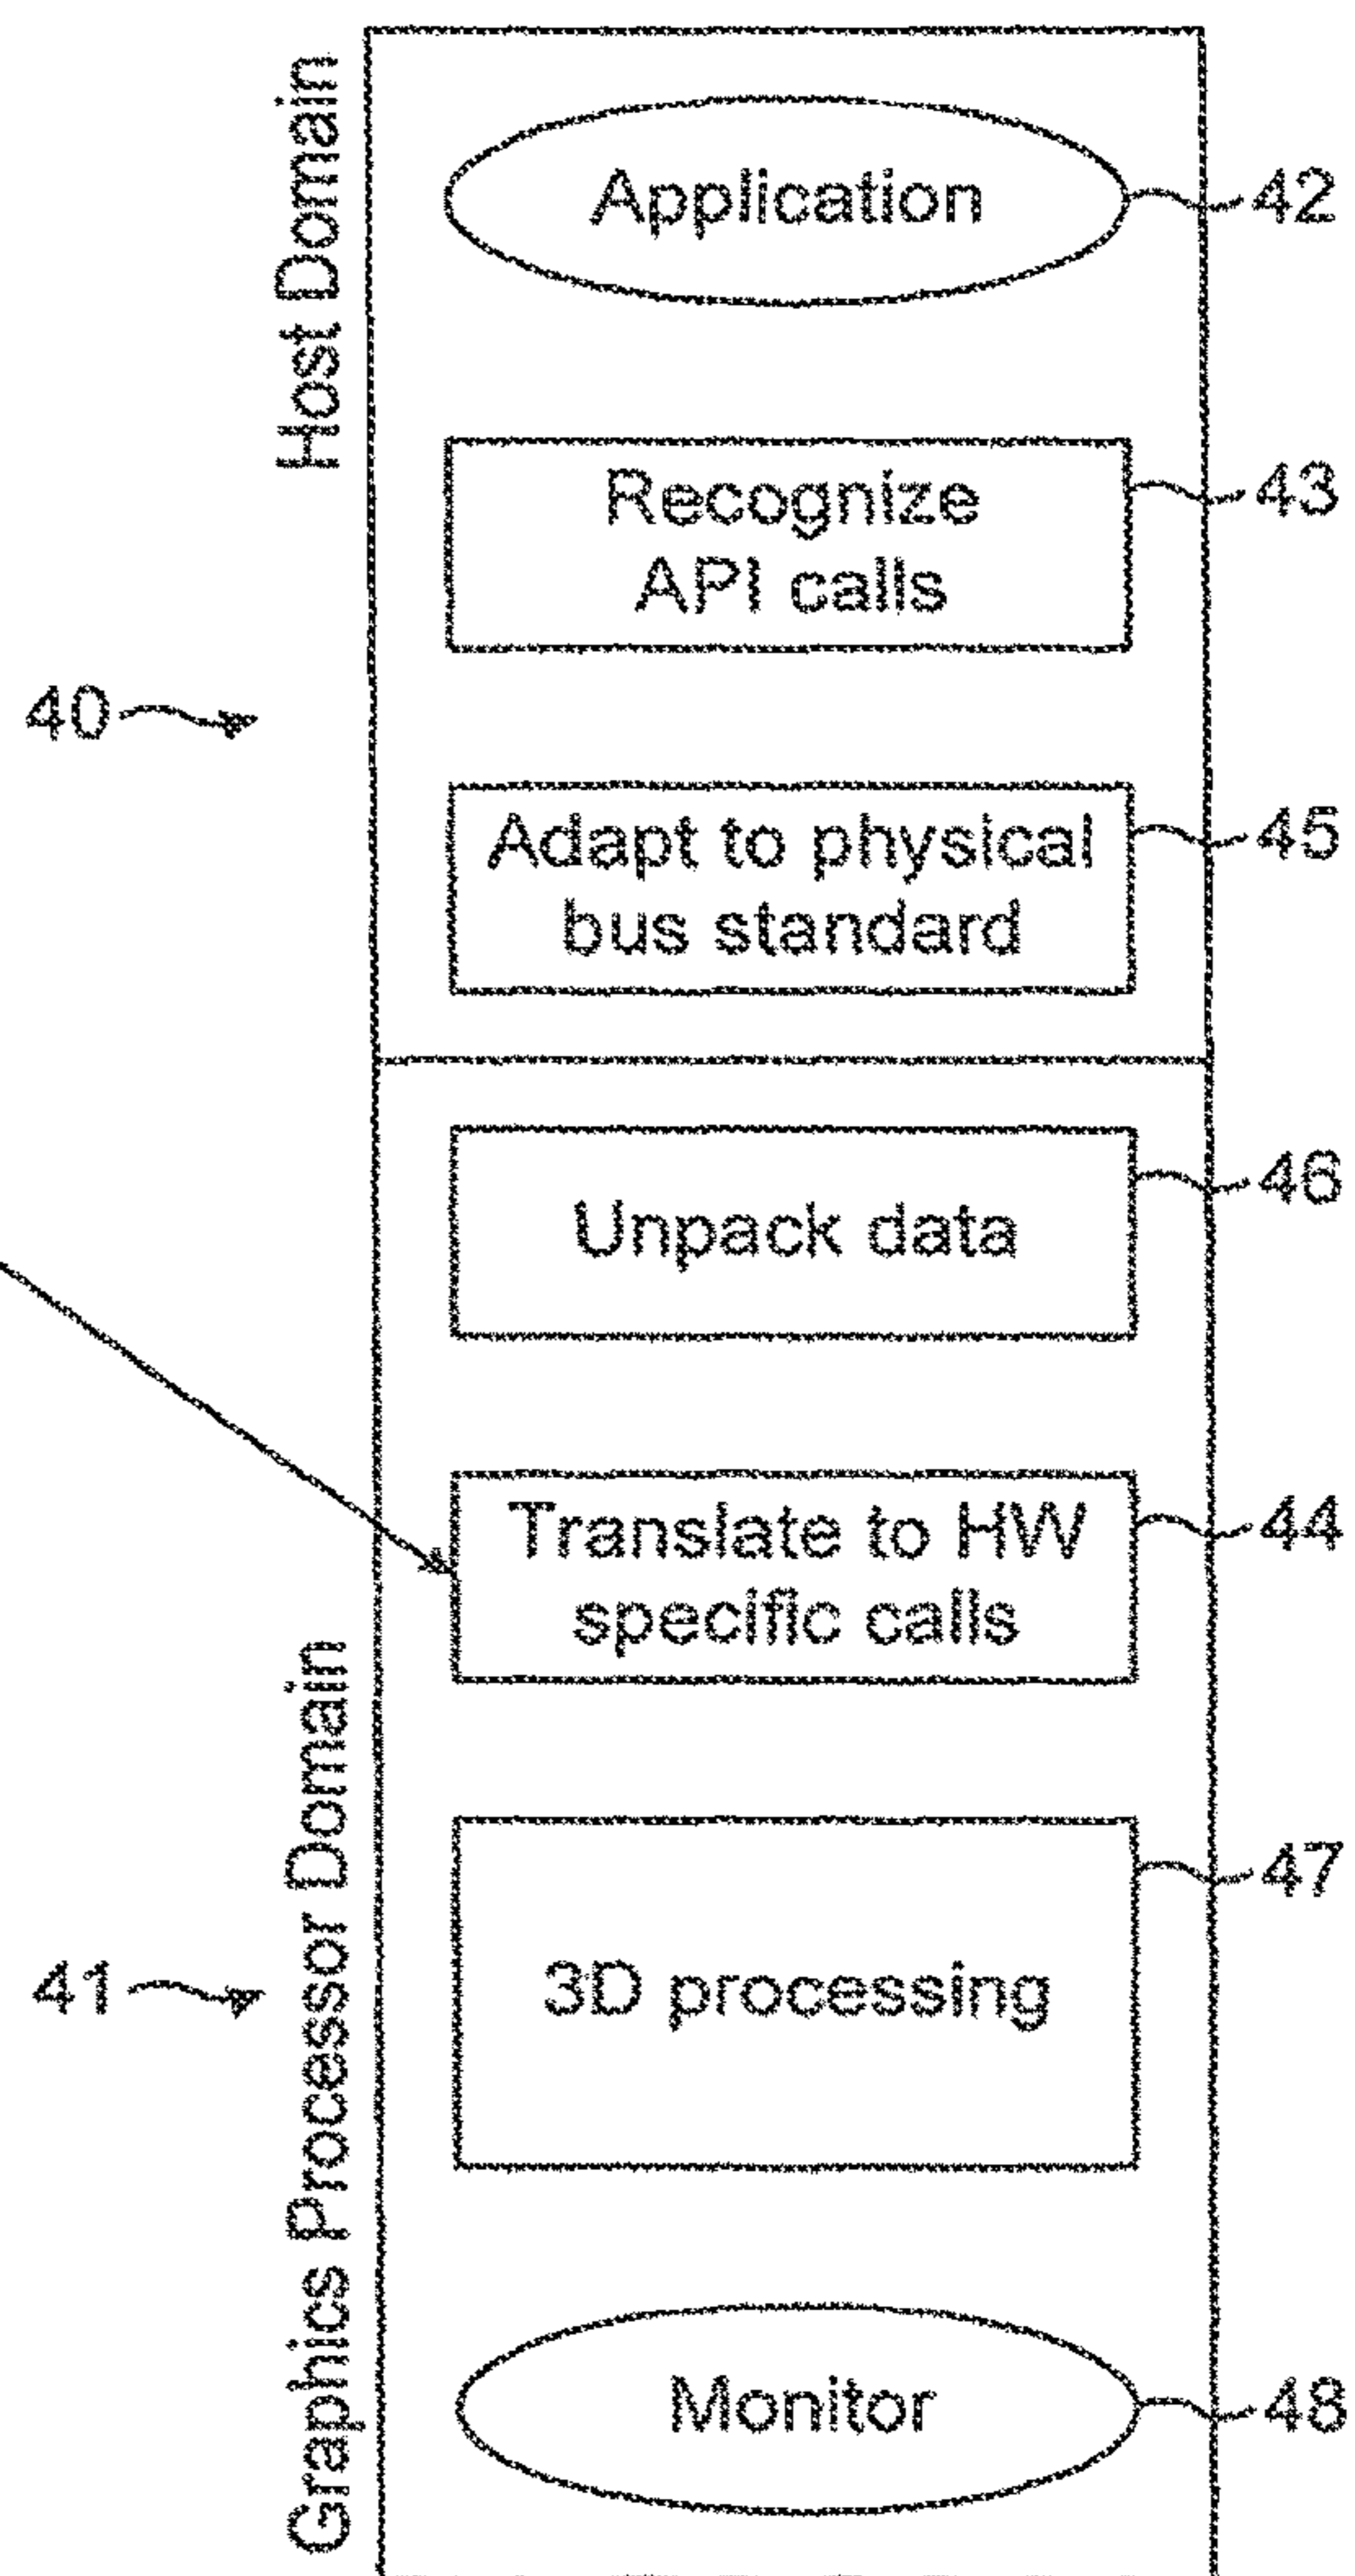 Host Domain
Application
42
Recognize
API calls
43
40
Adapt to physical
bus standard
45
Unpack data
46
Translate to HW
specific calls
44
Graphics Processor Domain
3D processing
47
41
Monitor
48